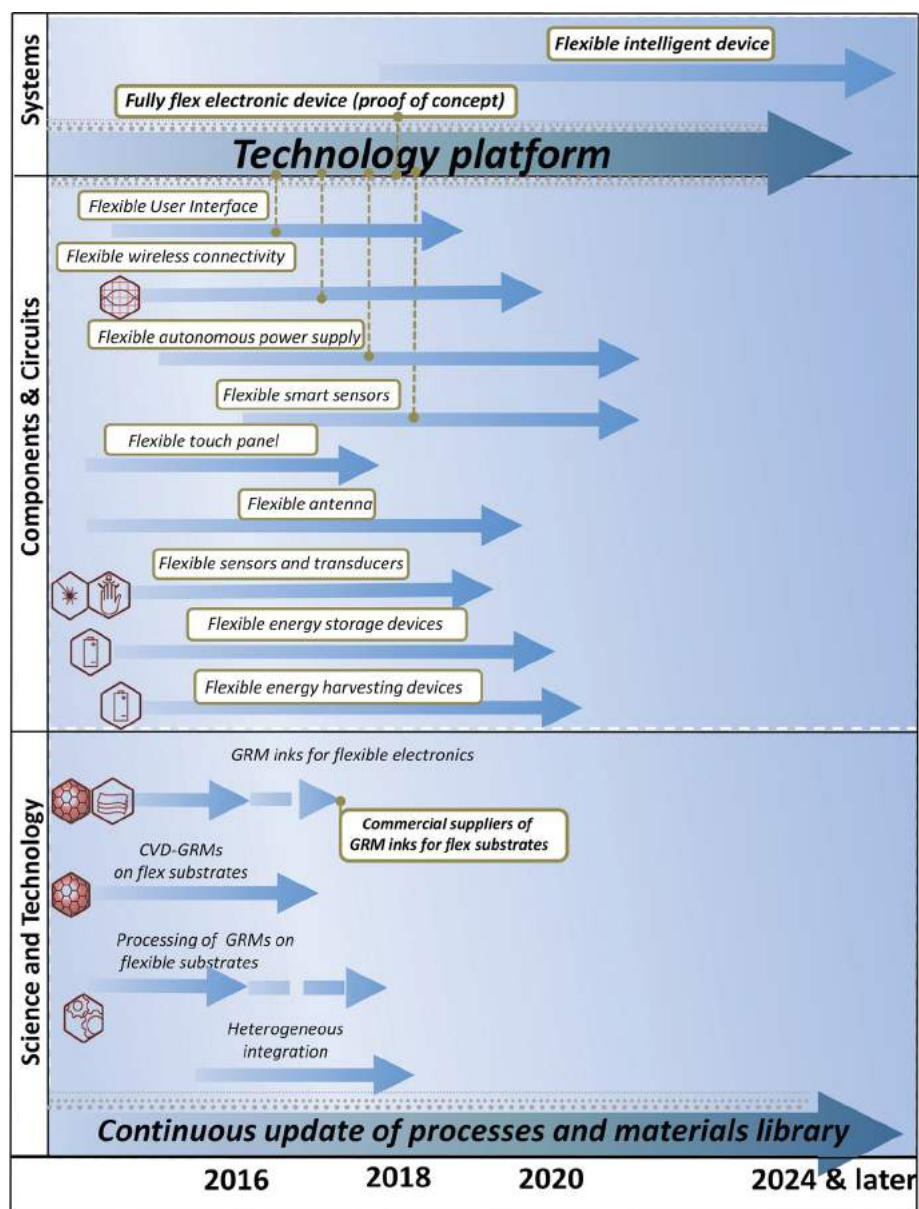 Systems
Flexible intelligent device
Fully flex electronic device (proof of concept)
Technology platform
Components & Circuits
Flexible User Interface
Flexible wireless connectivity
Flexible autonomous power supply
Flexible smart sensors
Flexible touch panel
Flexible antenna
Flexible sensors and transducers
Flexible energy storage devices
Flexible energy harvesting devices
Science and Technology
GRM inks for flexible electronics
Commercial suppliers of
GRM inks for flex substrates
CVD-GRMs
on flex substrates
Processing of GRMs on
flexible substrates
Heterogeneous
integration
Continuous update of processes and materials library
2016 2018 2020 2024 & later